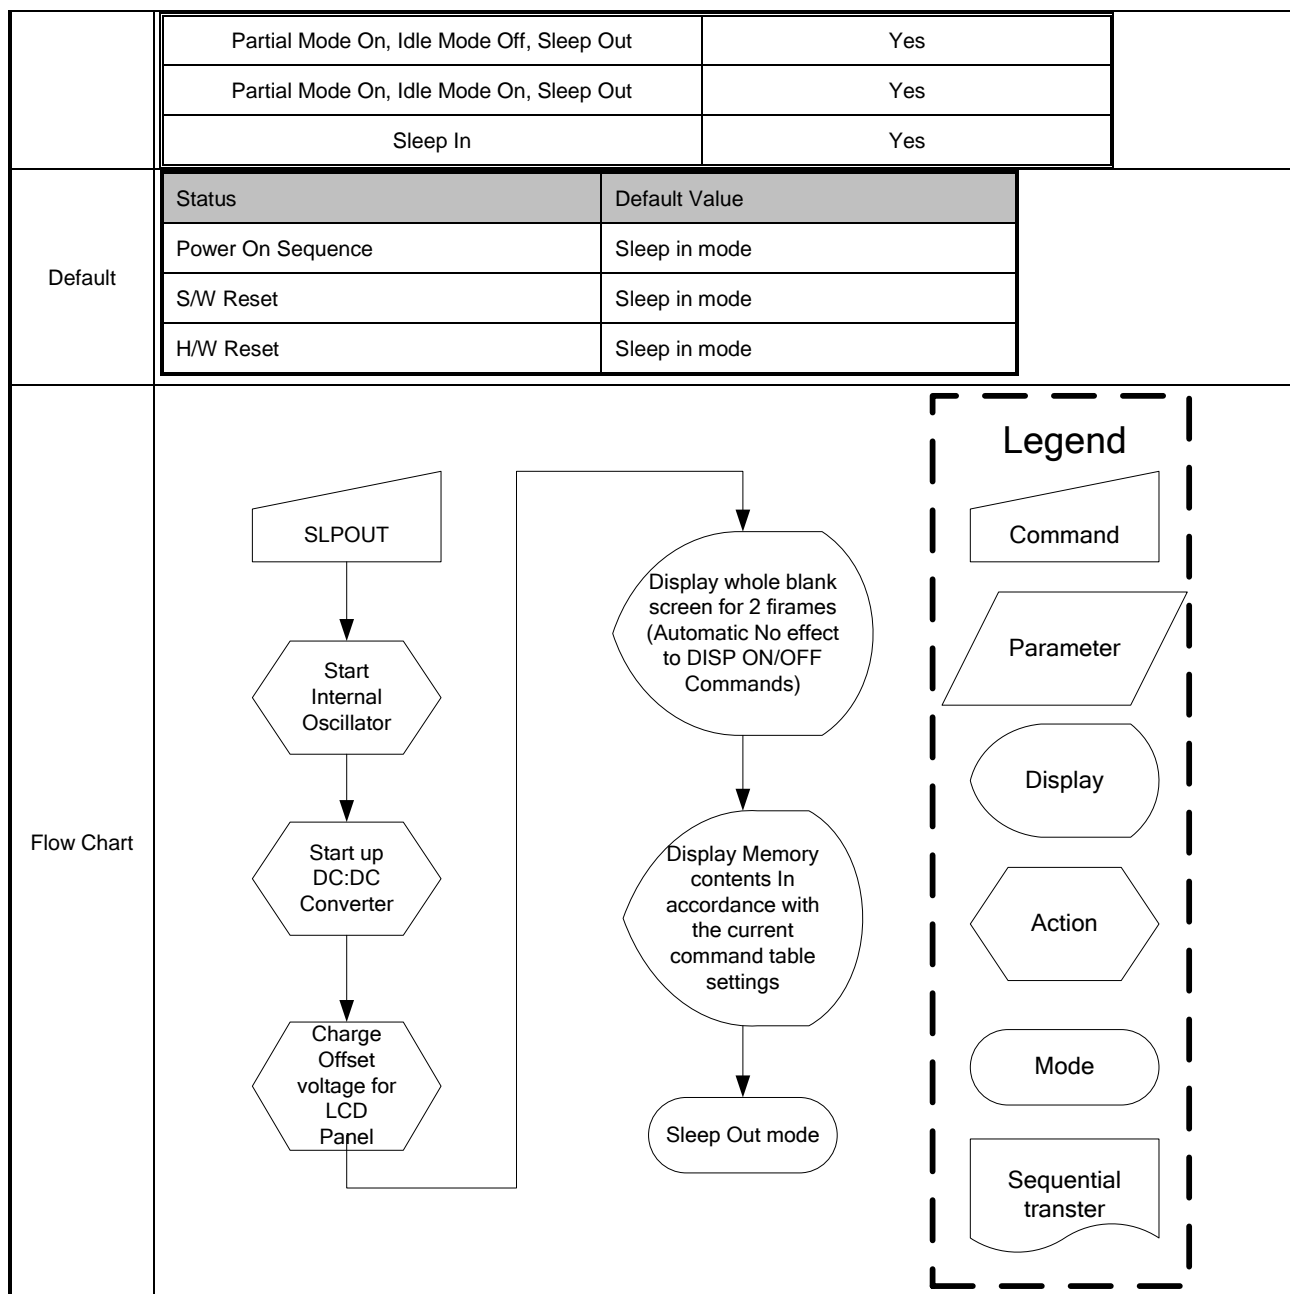 Partial Mode On, Idle Mode Off, Sleep Out Yes
Partial Mode On, Idle Mode On, Sleep Out Yes
Sleep In Yes
Default
Status Default Value
Power On Sequence Sleep in mode
S/W Reset Sleep in mode
H/W Reset Sleep in mode
Flow Chart
SLPOUT
Start
Internal
Oscillator
Start up
DC:DC
Converter
Charge
Offset
voltage for
LCD
Panel
Display whole blank
screen for 2 firames
(Automatic No effect
to DISP ON/OFF
Commands)
Display Memory
contents In
accordance with
the current
command table
settings
Sleep Out mode
Legend
Command
Parameter
Display
Action
Mode
Sequential
transter